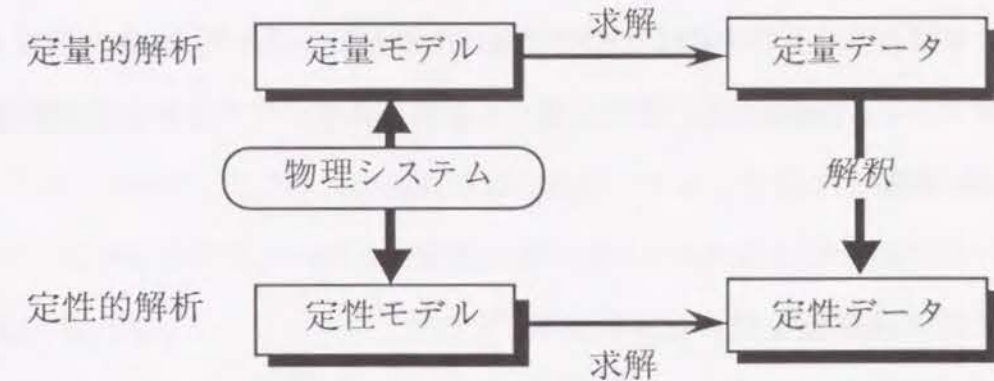 求解
定量的解析
定量モデル
定量データ
物理システム
解釈
定性的解析
定性モデル
定性データ
求解